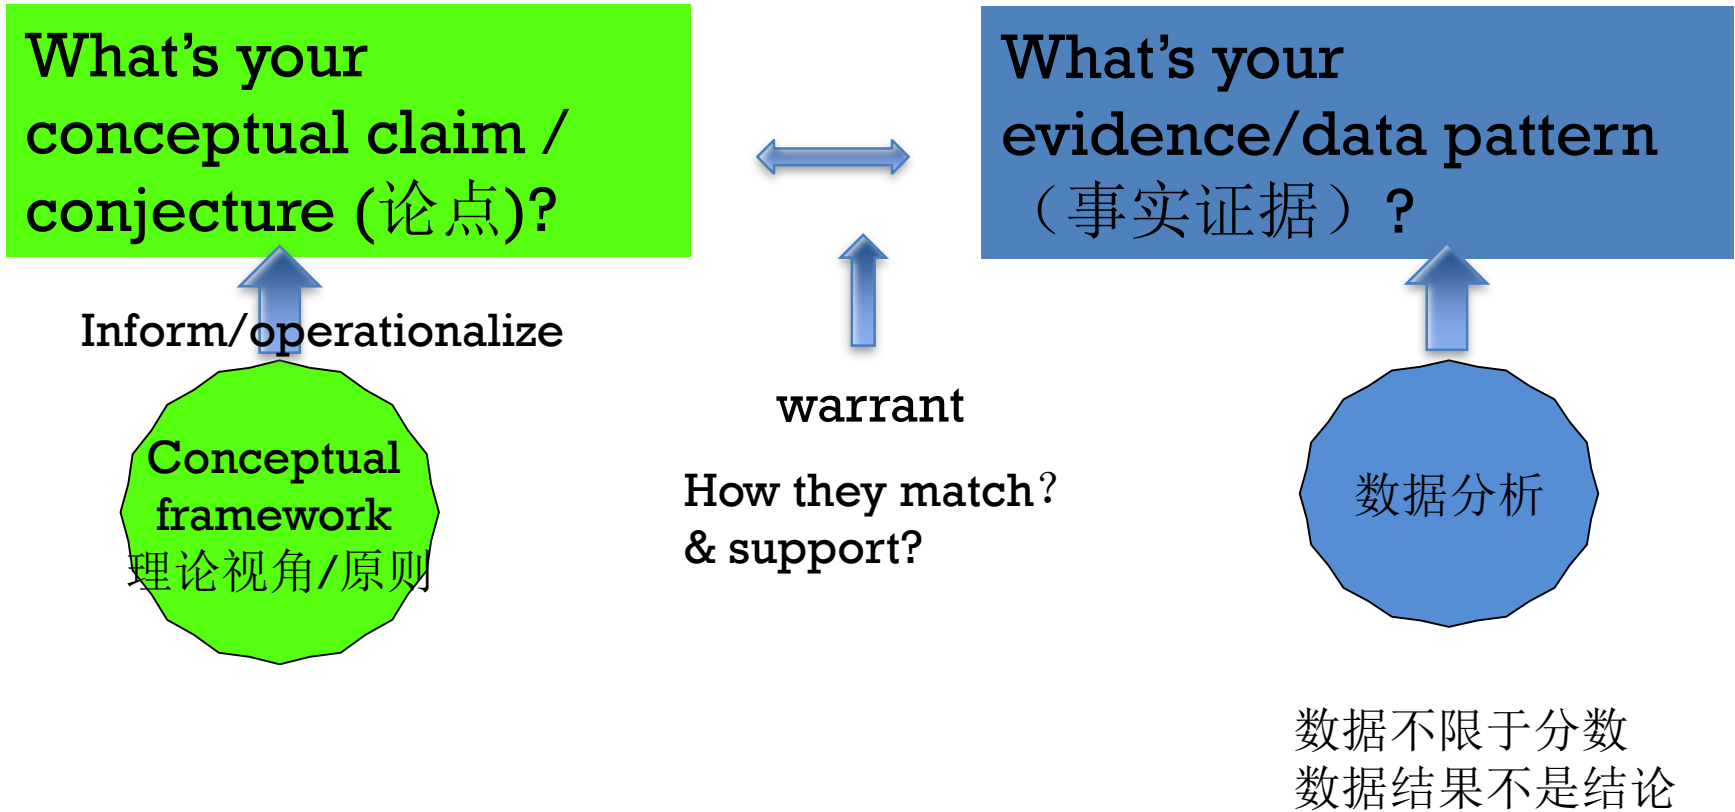 What’s your
conceptual claim /
conjecture (论点)?
What’s your
evidence/data pattern
（事实证据）?
Inform/operationalize
Conceptual
framework
理论视角/原则
warrant
How they match？
& support?
数据分析
数据不限于分数
数据结果不是结论